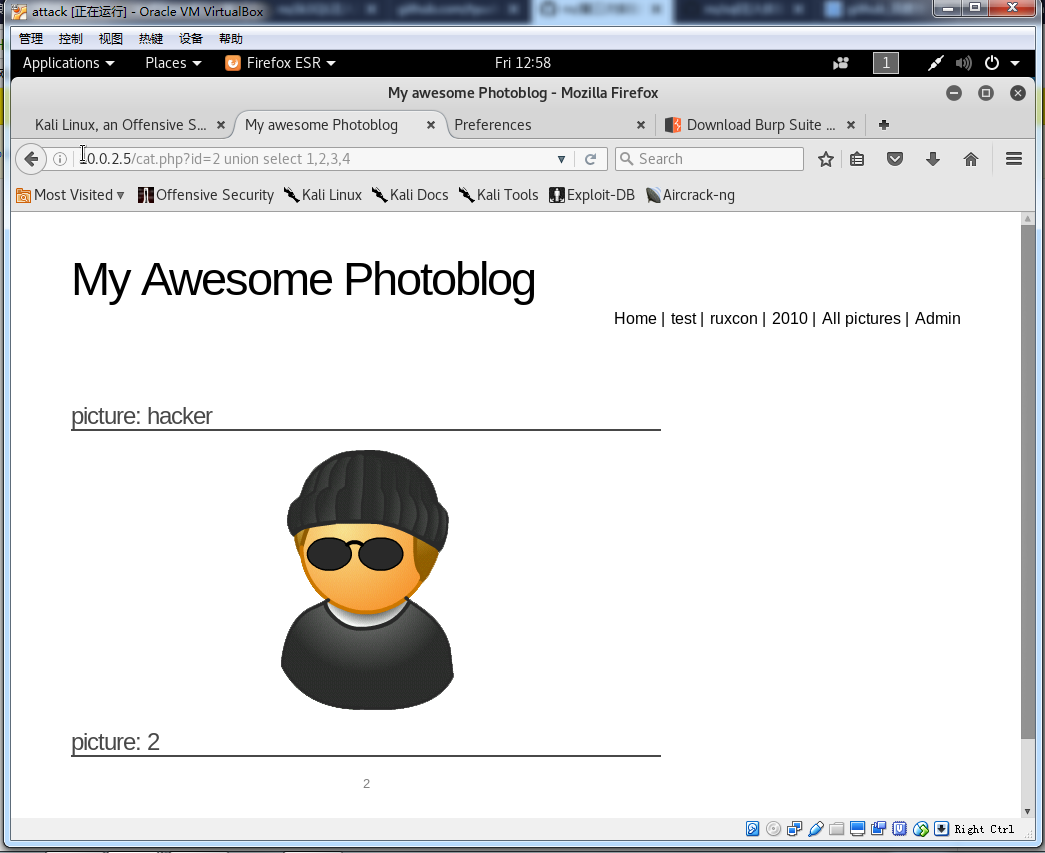 attack [正在运行] - Oracle VM VirtualBox
管理 控制 视图 热键 设备 帮助
Applications Places Firefox ESR Fri 12:58 1
My awesome Photoblog - Mozilla Firefox
Kali Linux, an Offensive S... My awesome Photoblog Preferences Download Burp Suite ...
10.0.2.5/cat.php?id=2 union select 1,2,3,4 Search
Most Visited Offensive Security Kali Linux Kali Docs Kali Tools Exploit-DB Aircrack-ng
My Awesome Photoblog
Home | test | ruxcon | 2010 | All pictures | Admin
picture: hacker
picture: 2
2
Right Ctrl